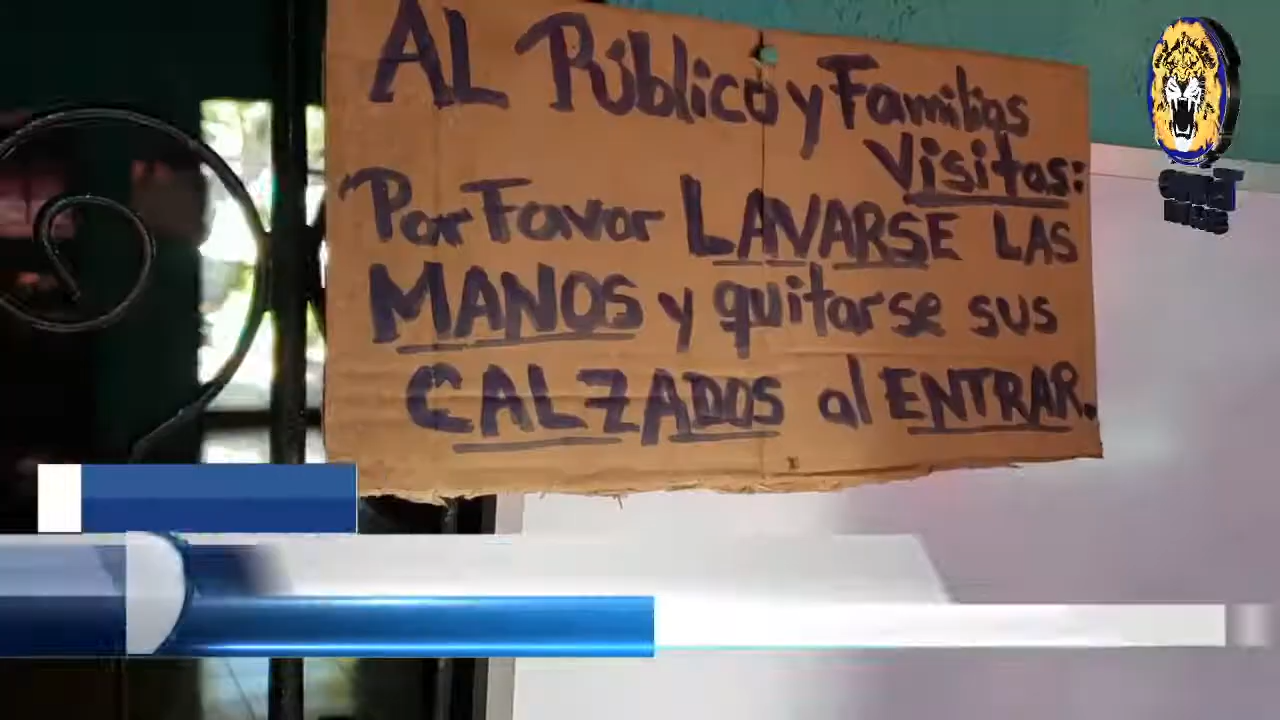 AL Público y Familias
Visitas:
Por Favor LAVARSE LAS
MANOS y quitarse sus
CALZADOS al ENTRAR.